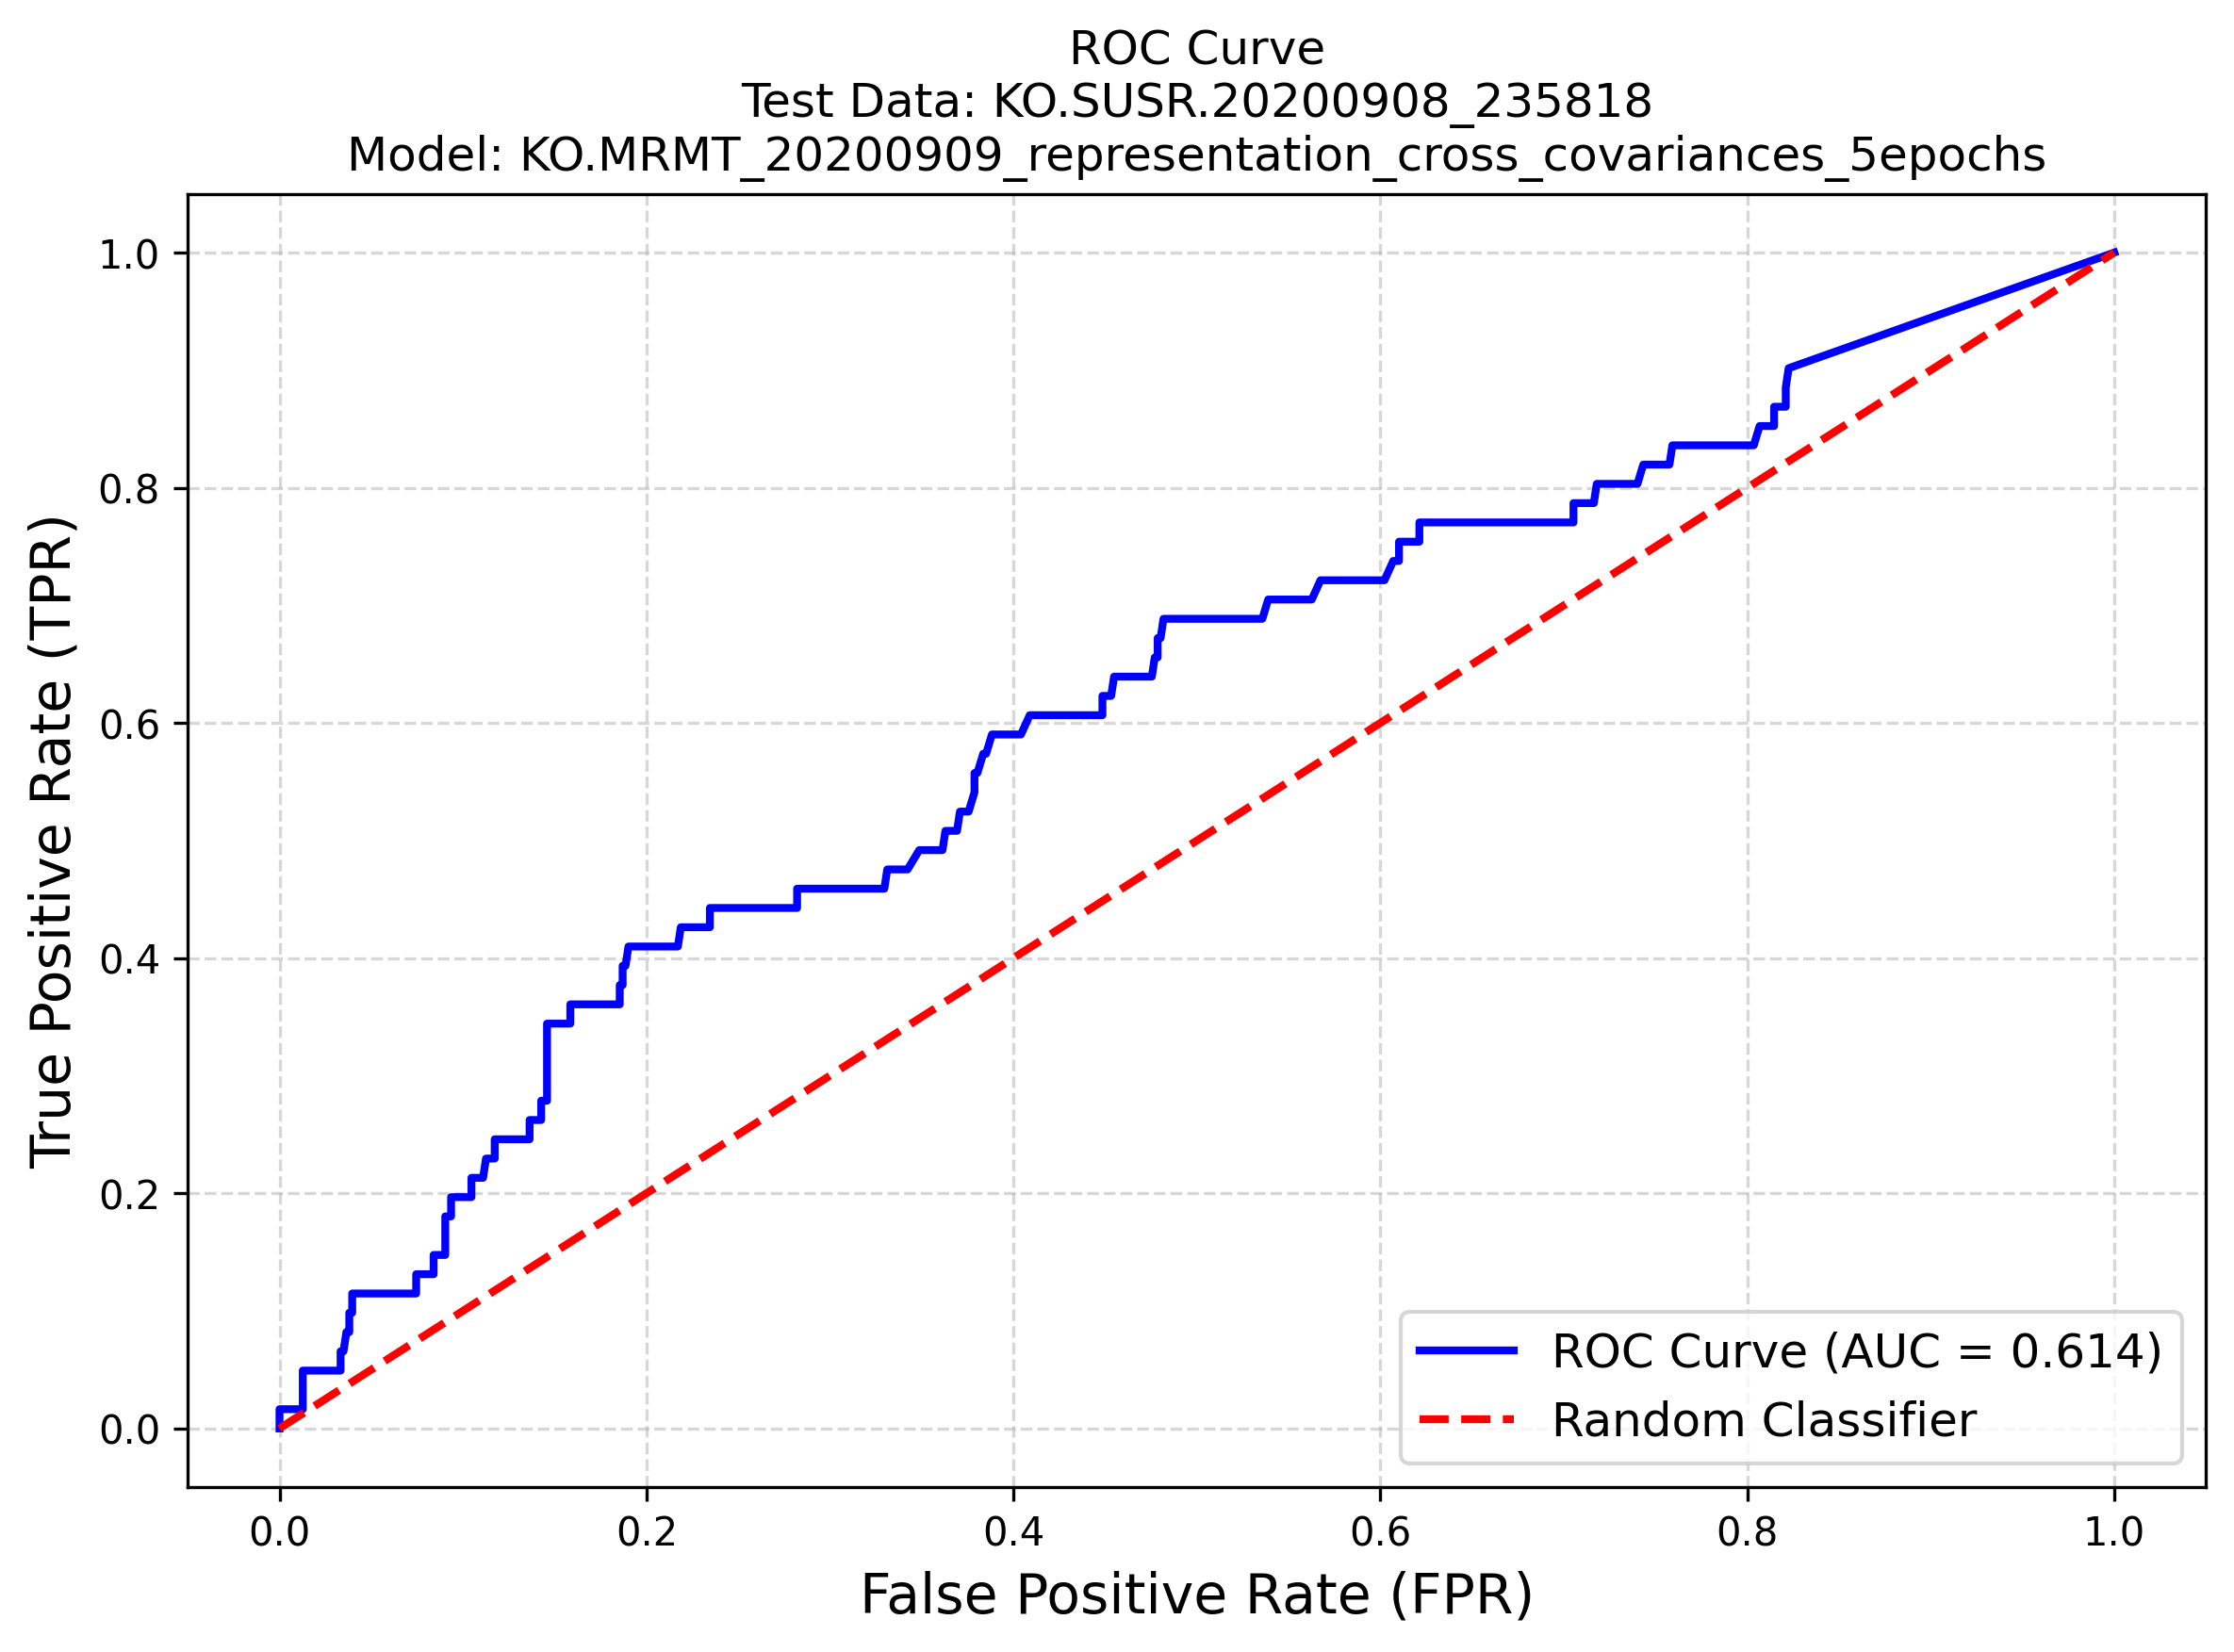 ROC Curve
Test Data: KO.SUSR.20200908_235818
Model: KO.MRMT_20200909_representation_cross_covariances_5epochs
True Positive Rate (TPR)
1.0
0.8
0.6
0.4
0.2
0.0
ROC Curve (AUC = 0.614)
Random Classifier
0.0 0.2 0.4 0.6 0.8 1.0
False Positive Rate (FPR)